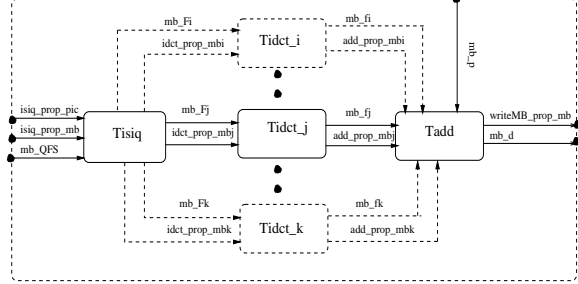 mb_Fi
idct_prop_mbi
Tidct_i
mb_fi
add_prop_mbi
mb_p
isiq_prop_pic
isiq_prop_mb
mb_QFS
Tisiq
mb_Fj
idct_prop_mbj
Tidct_j
mb_fj
add_prop_mbj
Tadd
writeMB_prop_mb
mb_d
mb_Fk
idct_prop_mbk
Tidct_k
mb_fk
add_prop_mbk